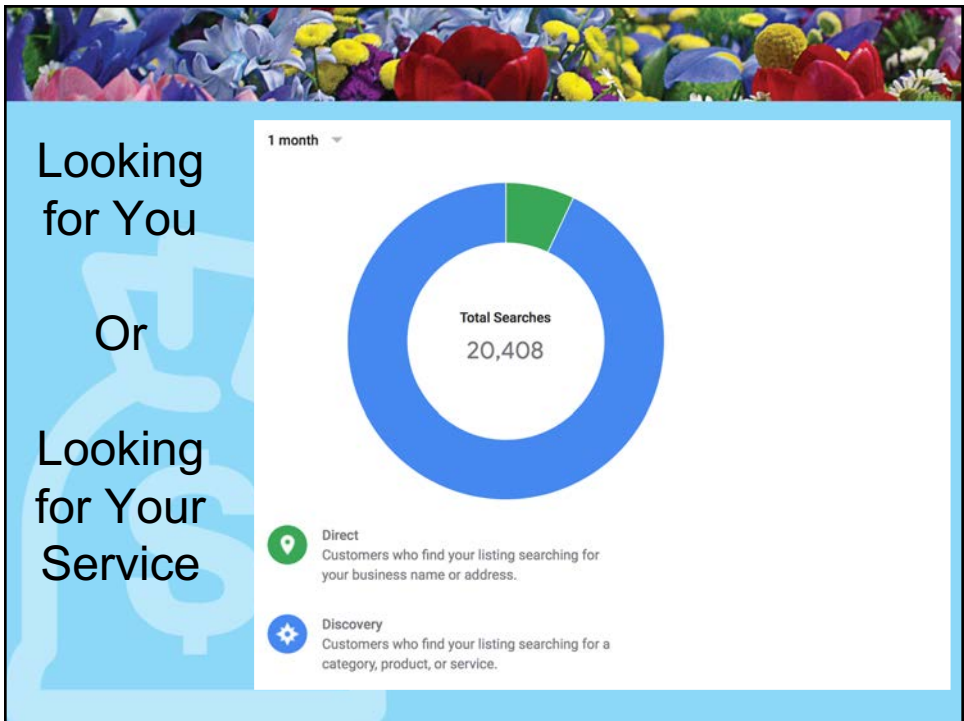 Looking
for You
Or
Looking
for Your
Service
1 month
Total Searches
20,408
Direct
Customers who find your listing searching for
your business name or address.
Discovery
Customers who find your listing searching for a
category, product, or service.
$